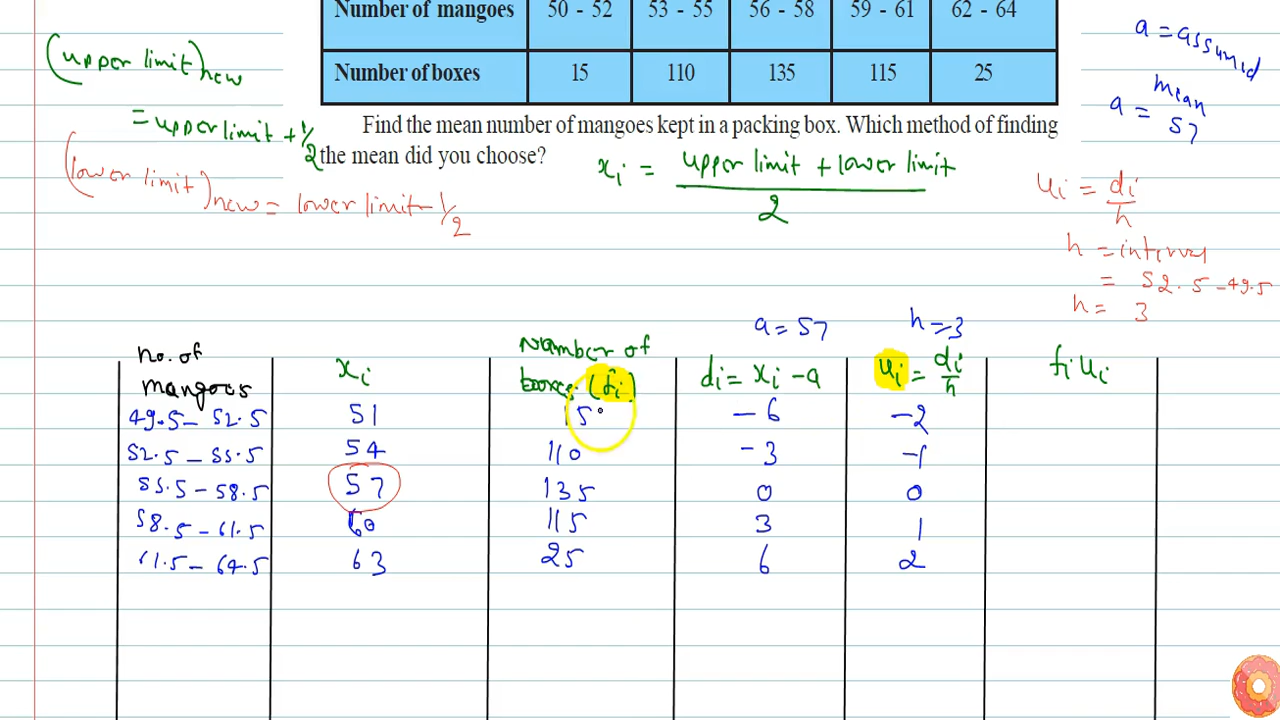 Number of mangoes 50 - 52 53 - 55 56 - 58 59 - 61 62 - 64
Number of boxes 15 110 135 115 25
Find the mean number of mangoes kept in a packing box. Which method of finding
the mean did you choose?
(upper limit)new
= upper limit + 1/2
(lower limit)new = lower limit - 1/2
xi = upper limit + lower limit / 2
a = assumed
mean
a = 57
ui = di/h
h = interval
= 52.5 - 49.5
h = 3
a = 57 h = 3
no. of mangoes xi Number of boxes (fi) di = xi - a ui = di/h fi ui
49.5 - 52.5 51 15 - 6 - 2
52.5 - 55.5 54 110 - 3 - 1
55.5 - 58.5 57 135 0 0
58.5 - 61.5 60 115 3 1
61.5 - 64.5 63 25 6 2